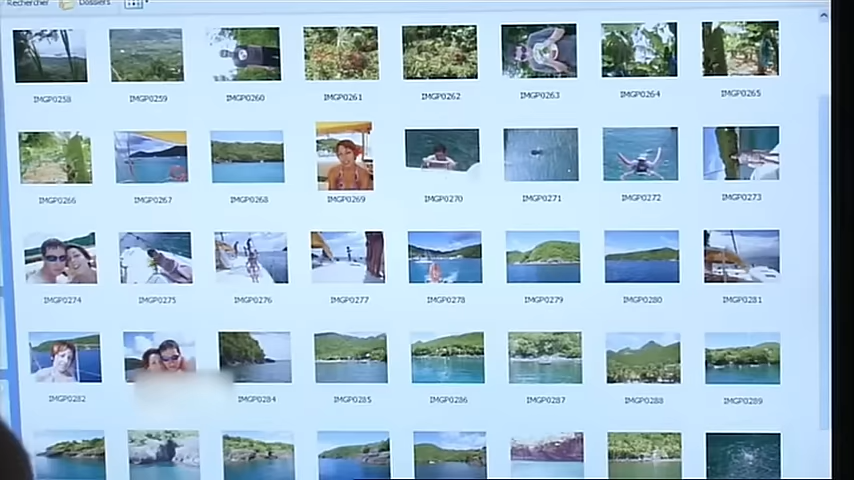 Rechercher Dossiers
IMGP0258 IMGP0259 IMGP0260 IMGP0261 IMGP0262 IMGP0263 IMGP0264 IMGP0265
IMGP0266 IMGP0267 IMGP0268 IMGP0269 IMGP0270 IMGP0271 IMGP0272 IMGP0273
IMGP0274 IMGP0275 IMGP0276 IMGP0277 IMGP0278 IMGP0279 IMGP0280 IMGP0281
IMGP0282 IMGP0284 IMGP0285 IMGP0286 IMGP0287 IMGP0288 IMGP0289